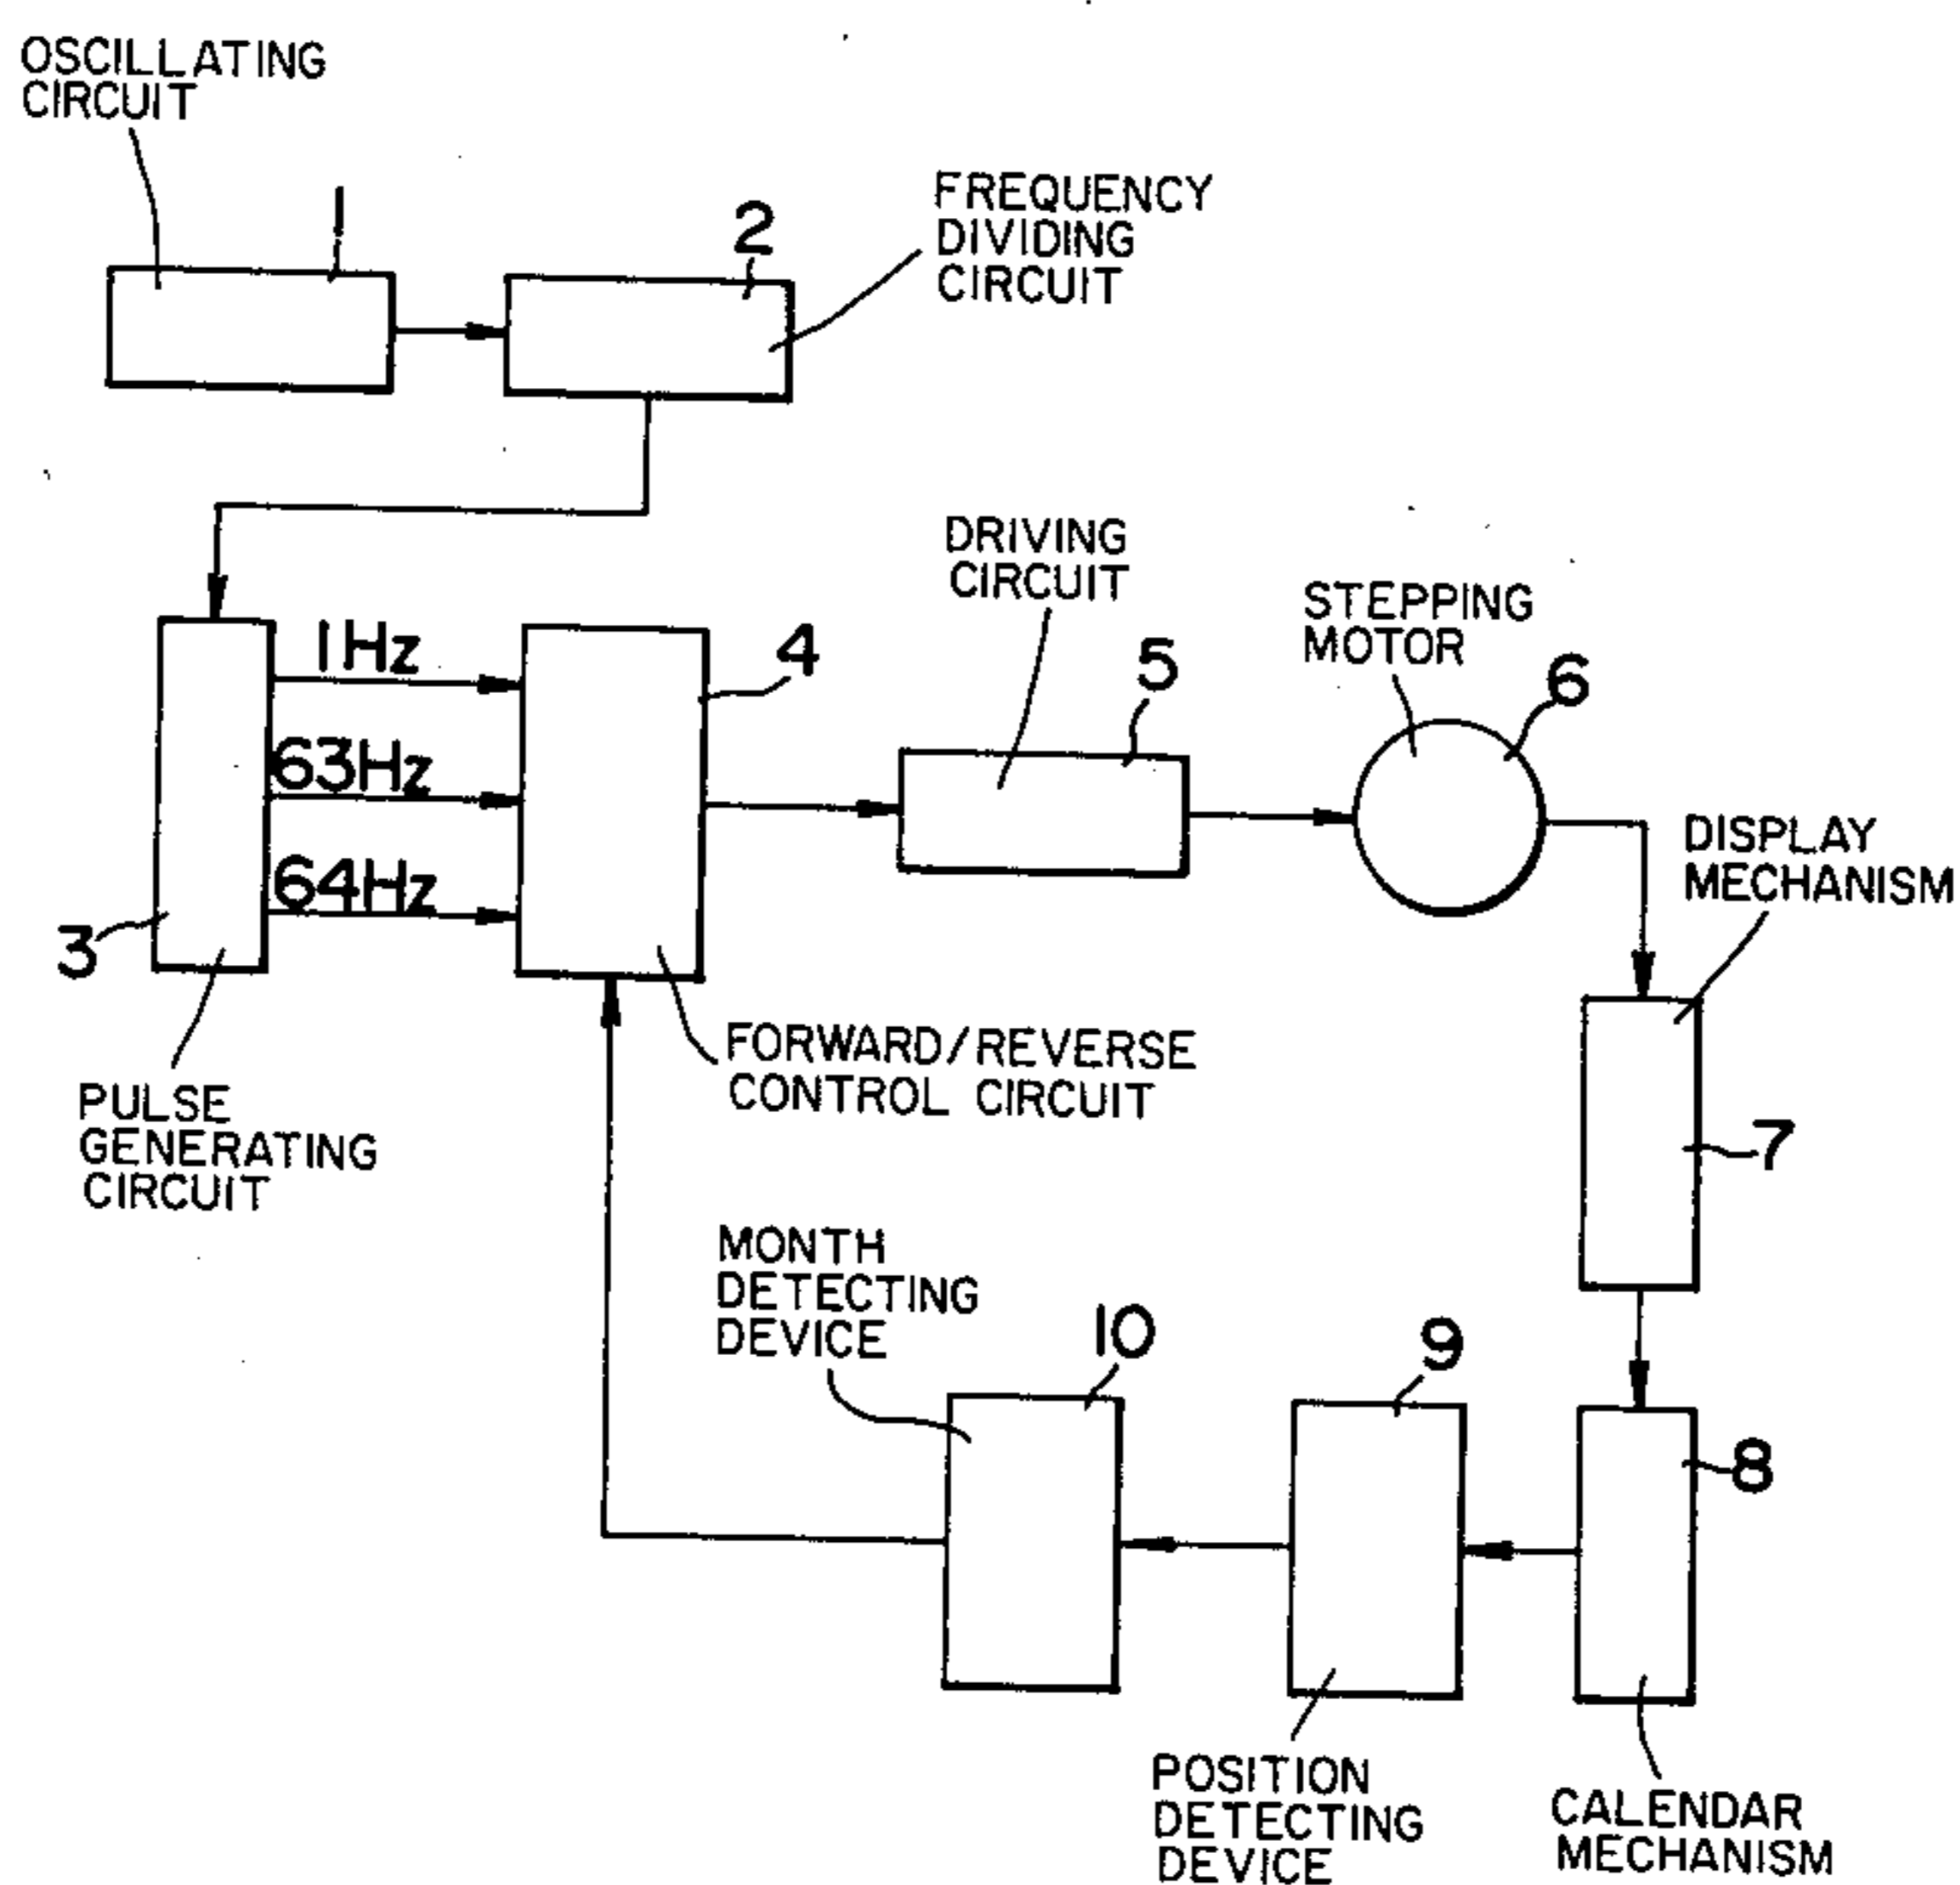 OSCILLATING
CIRCUIT
1
2
FREQUENCY
DIVIDING
CIRCUIT
DRIVING
CIRCUIT
STEPPING
MOTOR
1Hz
4
5
6
63Hz
64Hz
DISPLAY
MECHANISM
3
FORWARD/REVERSE
CONTROL CIRCUIT
PULSE
GENERATING
CIRCUIT
7
MONTH
DETECTING
DEVICE
10
9
8
POSITION
DETECTING
DEVICE
CALENDAR
MECHANISM